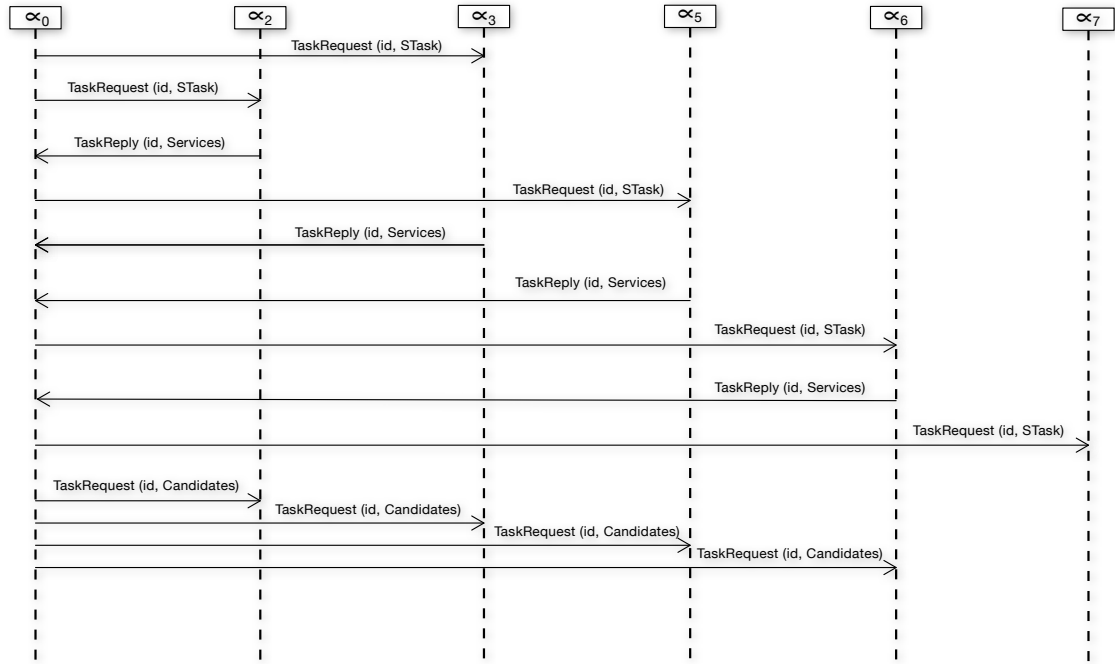 ∝0
∝2
∝3
∝5
∝6
∝7
TaskRequest (id, STask)
TaskRequest (id, STask)
TaskReply (id, Services)
TaskRequest (id, STask)
TaskReply (id, Services)
TaskReply (id, Services)
TaskRequest (id, STask)
TaskReply (id, Services)
TaskRequest (id, STask)
TaskRequest (id, Candidates)
TaskRequest (id, Candidates)
TaskRequest (id, Candidates)
TaskRequest (id, Candidates)